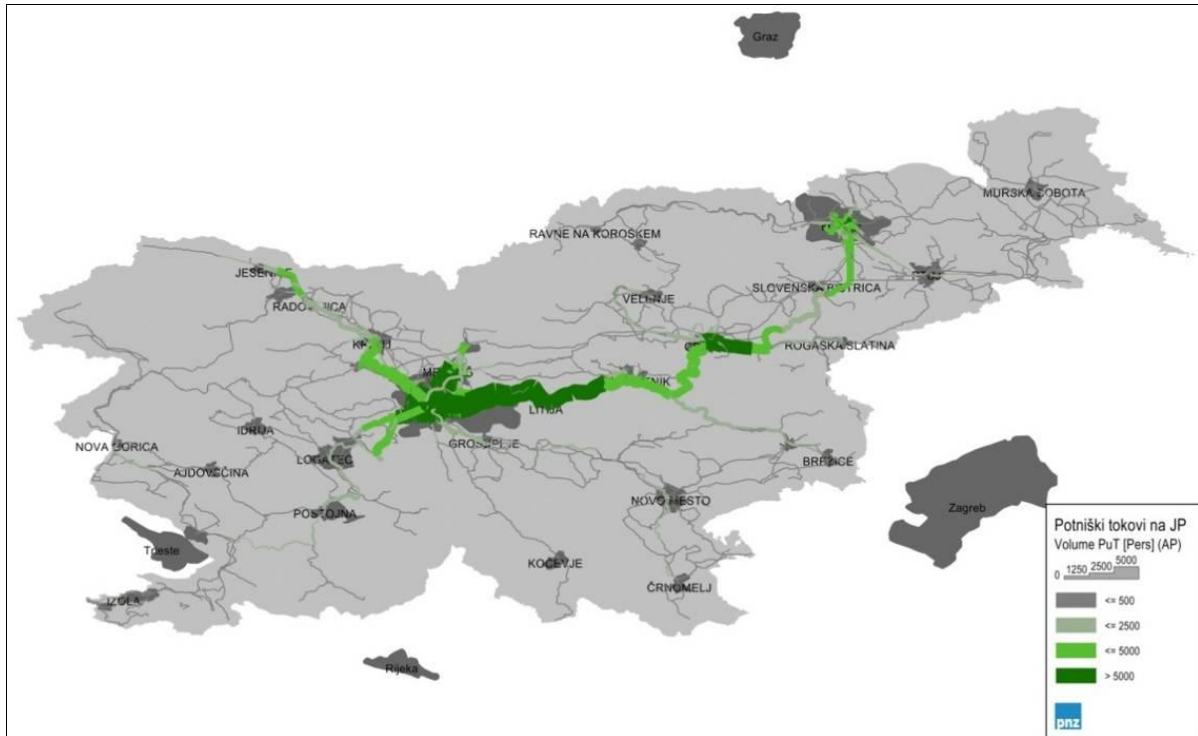 Graz
MURSKA SOBOTA
RAVNE NA KOROŠKEM
JESENICE
SLOVENSKA BISTRICA
VELENJE
RADOVLJICA
KRANJ
ROGAŠKA SLATINA
LITIJA
IDRIJA
GROSUPLJE
NOVA GORICA
LOGATEC
AJDOVŠČINA
BREŽICE
NOVO MESTO
POSTOJNA
Zagreb
Trieste
KOČEVJE
ČRNOMELJ
IZOLA
Rijeka
Potniški tokovi na JP
Volume PuT [Pers] (AP)
0 1250 2500 5000
<= 500
<= 2500
<= 5000
> 5000
pnz